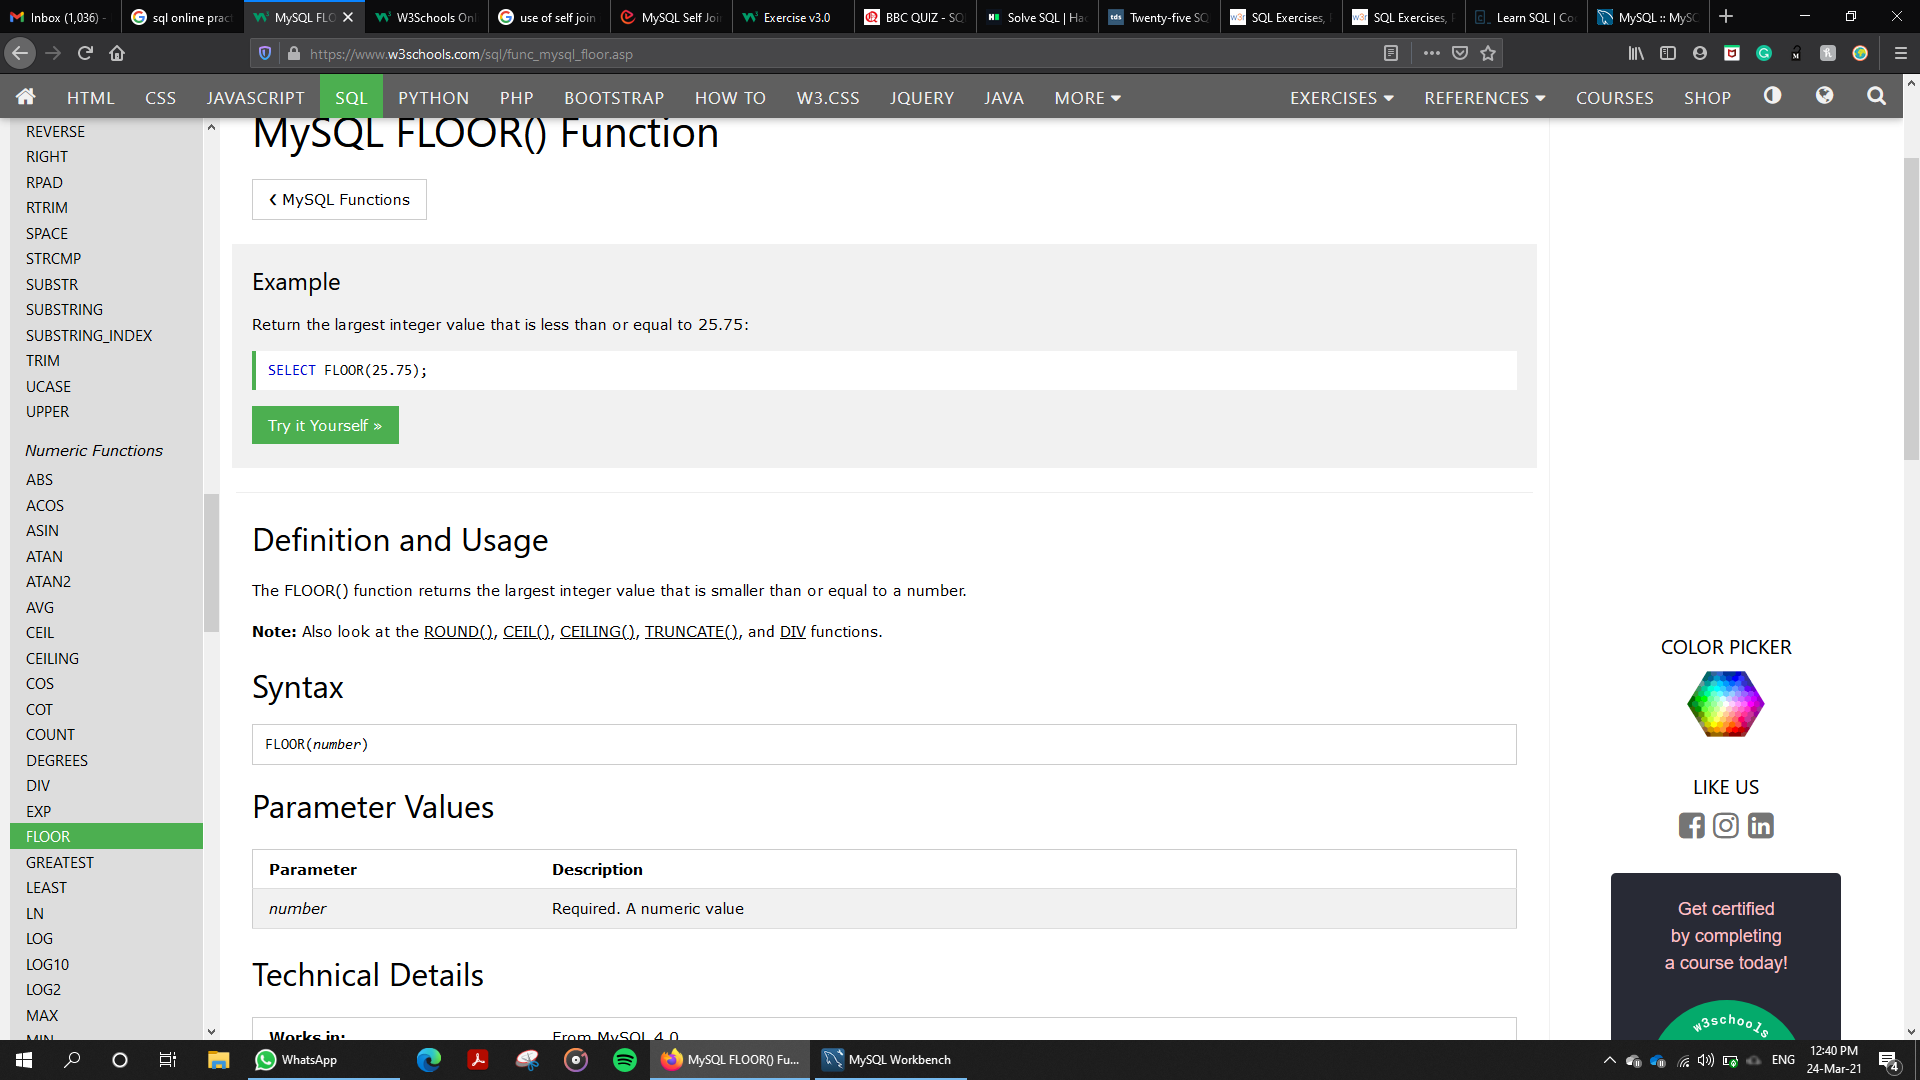 Inbox (1,036) -
sql online pract
MySQL FLO
W3Schools Onl
use of self join
MySQL Self Joi
Exercise v3.0
BBC QUIZ - SQ
Solve SQL | Hac
Twenty-five SQ
SQL Exercises, P
SQL Exercises, P
Learn SQL | Co
MySQL :: MySQ
https://www.w3schools.com/sql/func_mysql_floor.asp
HTML CSS JAVASCRIPT SQL PYTHON PHP BOOTSTRAP HOW TO W3.CSS JQUERY JAVA MORE EXERCISES REFERENCES COURSES SHOP
REVERSE
RIGHT
RPAD
RTRIM
SPACE
STRCMP
SUBSTR
SUBSTRING
SUBSTRING_INDEX
TRIM
UCASE
UPPER
Numeric Functions
ABS
ACOS
ASIN
ATAN
ATAN2
AVG
CEIL
CEILING
COS
COT
COUNT
DEGREES
DIV
EXP
FLOOR
GREATEST
LEAST
LN
LOG
LOG10
LOG2
MAX
MIN
MySQL FLOOR() Function
❮ MySQL Functions
Example
Return the largest integer value that is less than or equal to 25.75:
SELECT FLOOR(25.75);
Try it Yourself »
Definition and Usage
The FLOOR() function returns the largest integer value that is smaller than or equal to a number.
Note: Also look at the ROUND(), CEIL(), CEILING(), TRUNCATE(), and DIV functions.
Syntax
FLOOR(number)
Parameter Values
Parameter Description
number Required. A numeric value
Technical Details
Works in: From MySQL 4.0
COLOR PICKER
LIKE US
Get certified
by completing
a course today!
w3schools
WhatsApp
MySQL FLOOR() Fu...
MySQL Workbench
ENG
12:40 PM
24-Mar-21
4